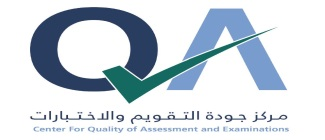 QA
مركز جودة التقويم والاختبارات
Center For Quality of Assessment and Examinations